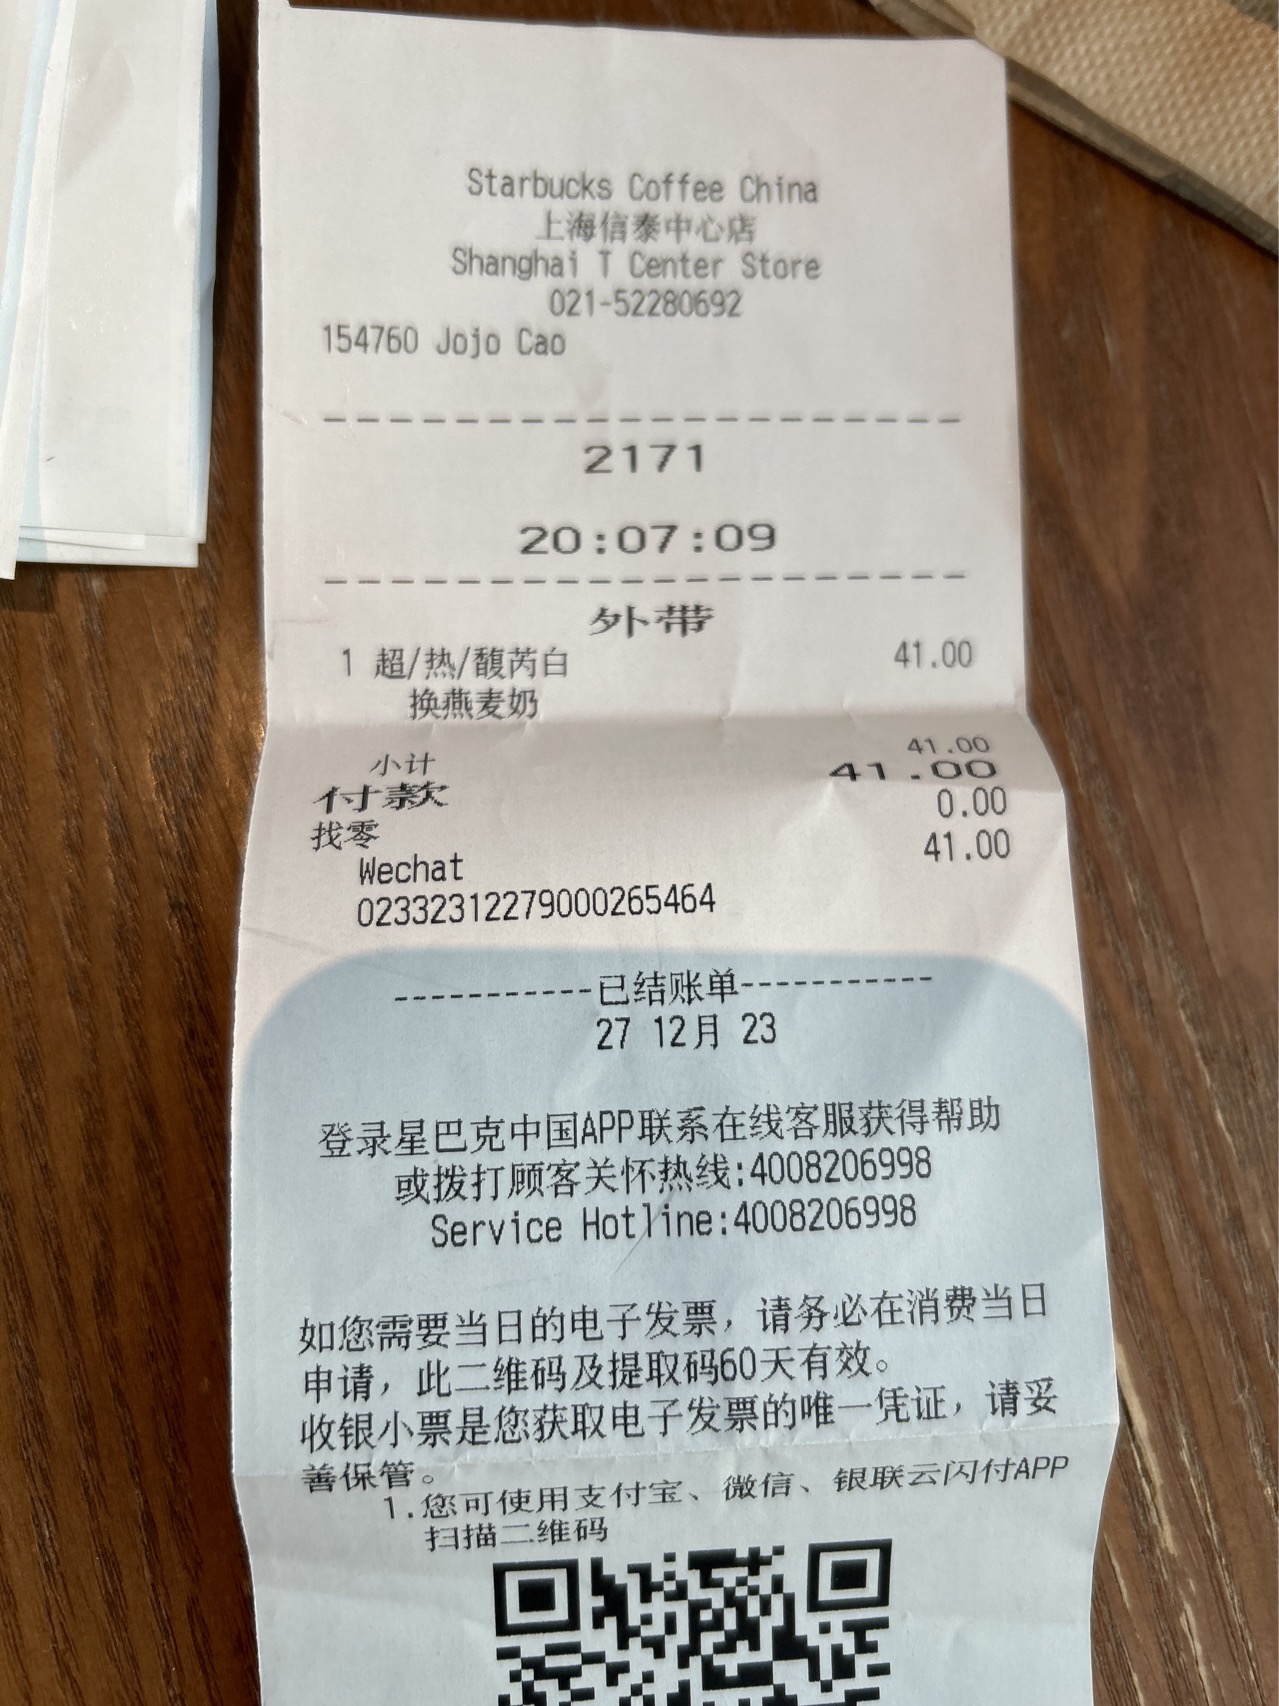 Starbucks Coffee China
上海信泰中心店
Shanghai T Center Store
021-52280692
154760 Jojo Cao
--------------------
2171
20:07:09
--------------------
外带
1 超/热/馥芮白 41.00
换燕麦奶
小计 41.00
付款 41.00
找零 0.00
Wechat 41.00
02332312279000265464
-----------已结账单-----------
27 12月 23
登录星巴克中国APP联系在线客服获得帮助
或拨打顾客关怀热线:4008206998
Service Hotline:4008206998
如您需要当日的电子发票，请务必在消费当日
申请，此二维码及提取码60天有效。
收银小票是您获取电子发票的唯一凭证，请妥
善保管。
1.您可使用支付宝、微信、银联云闪付APP
扫描二维码